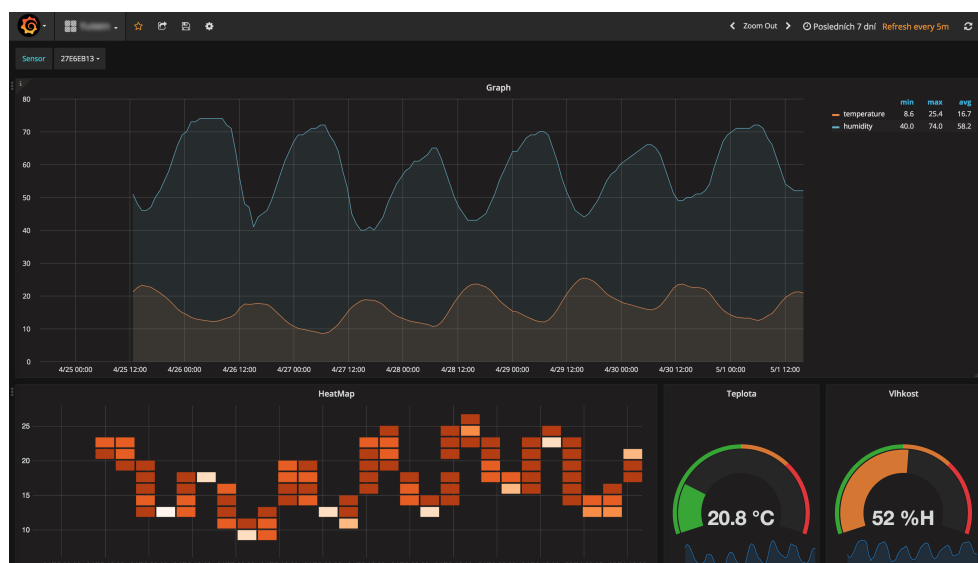 Zoom Out Posledních 7 dní Refresh every 5m
Sensor 27E6EB13
i
Graph
80
70
60
50
40
30
20
10
0
4/25 00:00 4/25 12:00 4/26 00:00 4/26 12:00 4/27 00:00 4/27 12:00 4/28 00:00 4/28 12:00 4/29 00:00 4/29 12:00 4/30 00:00 4/30 12:00 5/1 00:00 5/1 12:00
min max avg
temperature 8.6 25.4 16.7
humidity 40.0 74.0 58.2
HeatMap
25
20
15
10
Teplota
20.8 °C
Vlhkost
52 %H